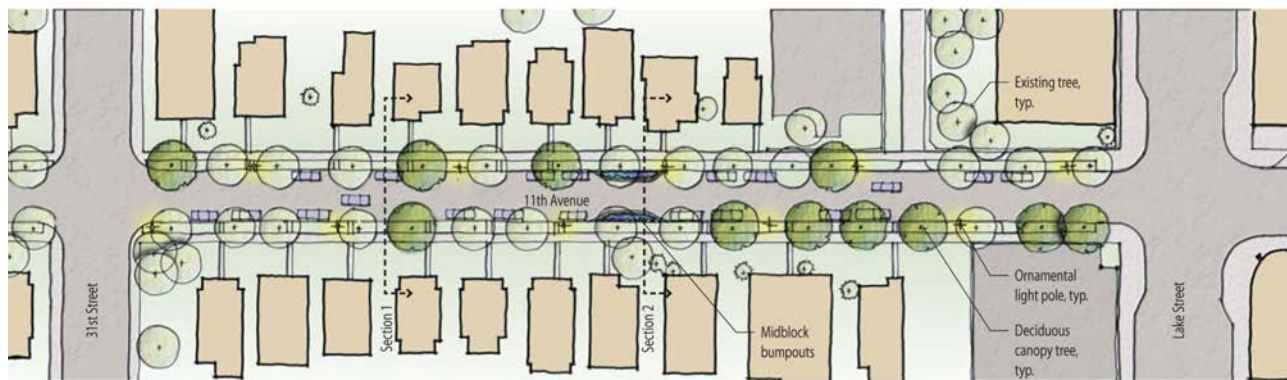 Existing tree,
typ.
11th Avenue
31st Street
Section 1
Section 2
Midblock
bumpouts
Ornamental
light pole, typ.
Deciduous
canopy tree,
typ.
Lake Street